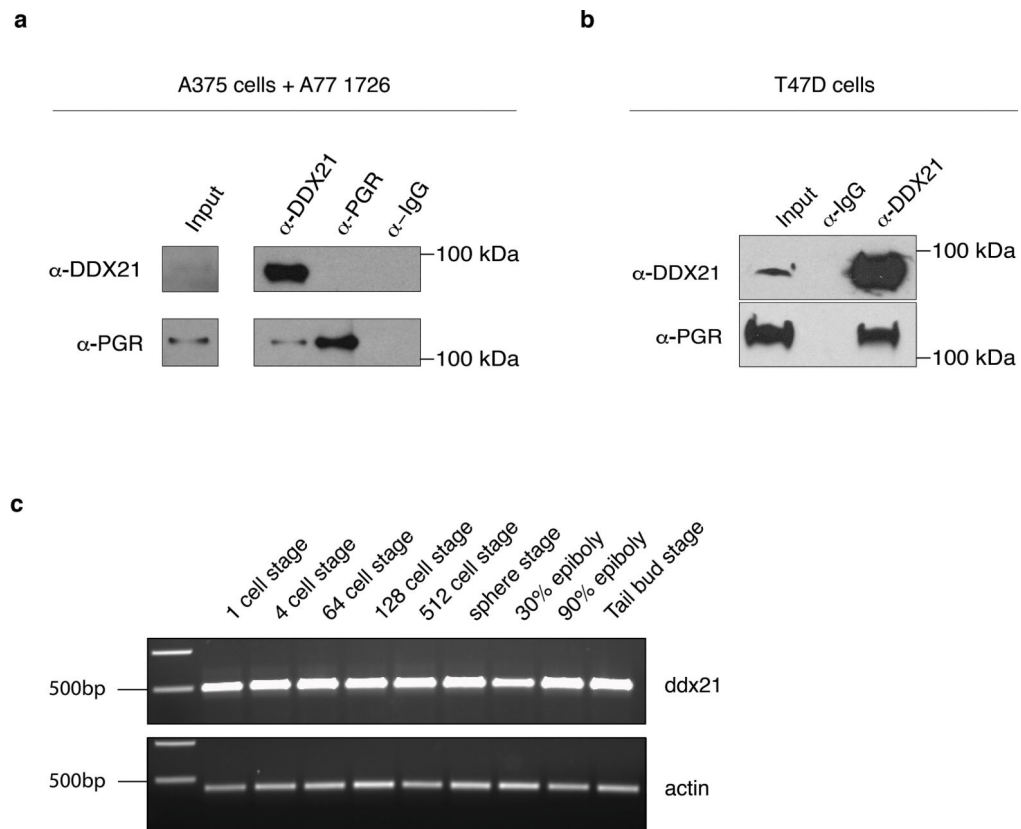 a
A375 cells + A77 1726
Input
α-DDX21
α-PGR
α–IgG
α-DDX21
100 kDa
α-PGR
100 kDa
b
T47D cells
Input
α-IgG
α-DDX21
α-DDX21
100 kDa
α-PGR
100 kDa
c
1 cell stage
4 cell stage
64 cell stage
128 cell stage
512 cell stage
sphere stage
30% epiboly
90% epiboly
Tail bud stage
500bp
ddx21
500bp
actin